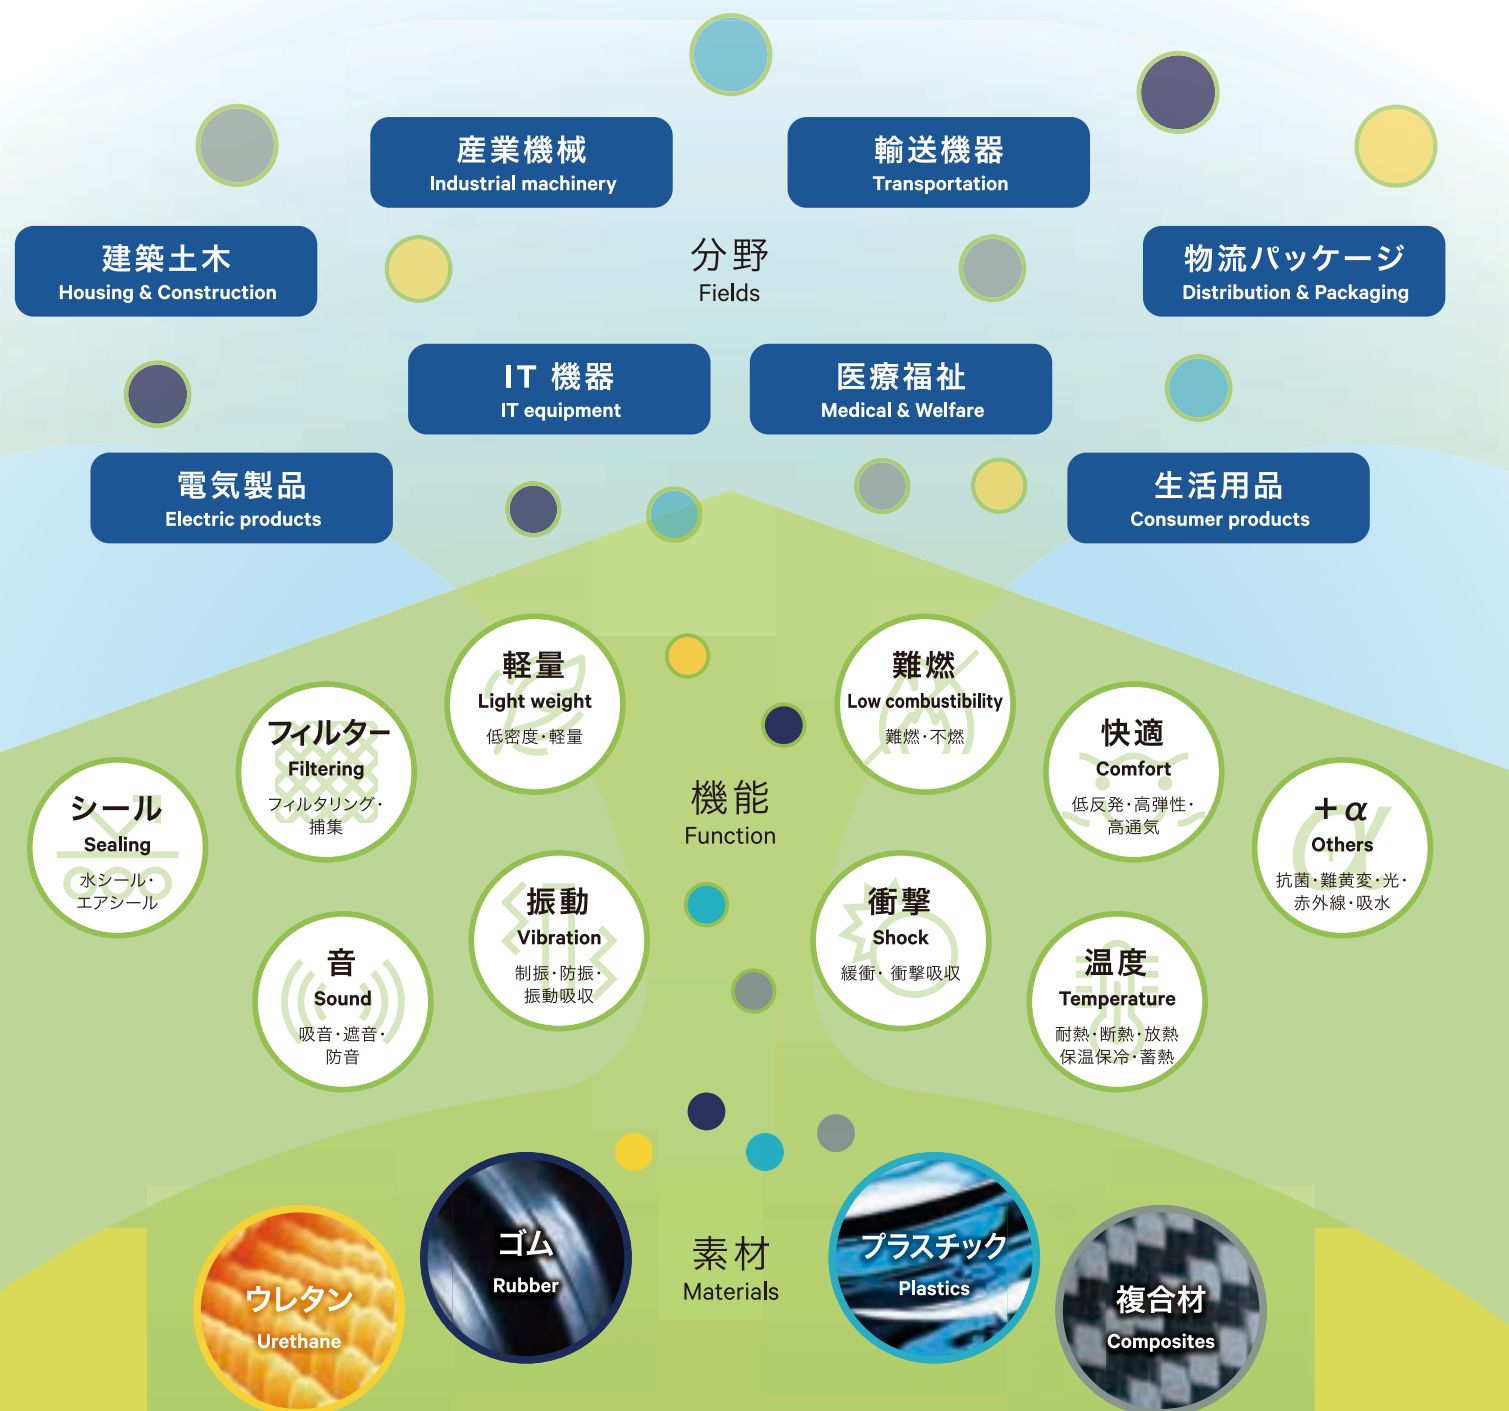 産業機械
Industrial machinery
輸送機器
Transportation
建築土木
Housing & Construction
分野
Fields
物流パッケージ
Distribution & Packaging
IT 機器
IT equipment
医療福祉
Medical & Welfare
電気製品
Electric products
生活用品
Consumer products
軽量
Light weight
低密度・軽量
難燃
Low combustibility
難燃・不燃
フィルター
Filtering
フィルタリング・
捕集
快適
Comfort
低反発・高弾性・
高通気
シール
Sealing
水シール・
エアシール
機能
Function
+α
Others
抗菌・難黄変・光・
赤外線・吸水
振動
Vibration
制振・防振・
振動吸収
衝撃
Shock
緩衝・衝撃吸収
音
Sound
吸音・遮音・
防音
温度
Temperature
耐熱・断熱・放熱
保温保冷・蓄熱
ゴム
Rubber
素材
Materials
プラスチック
Plastics
ウレタン
Urethane
複合材
Composites